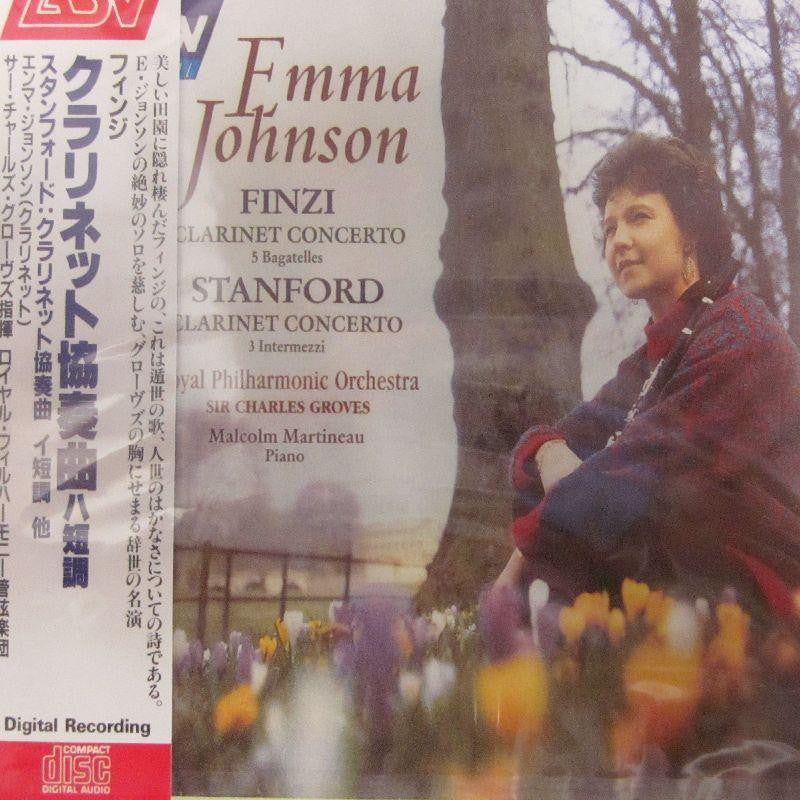 ASV
フィンジ
クラリネット協奏曲ハ短調
スタンフォード:クラリネット協奏曲 イ短調 他
エンマ・ジョンソン(クラリネット)
サー・チャールズ・グローヴズ指揮 ロイヤル・フィルハーモニー管弦楽団
美しい田園に隠れ棲んだフィンジの、これは遁世の歌、人世のはかなさについての詩である。
E・ジョンソンの絶妙のソロを慈しむ、グローヴズの胸にせまる辞世の名演
Digital Recording
COMPACT
disc
DIGITAL AUDIO
Emma
Johnson
FINZI
CLARINET CONCERTO
5 Bagatelles
STANFORD
CLARINET CONCERTO
3 Intermezzi
yal Philharmonic Orchestra
SIR CHARLES GROVES
Malcolm Martineau
Piano